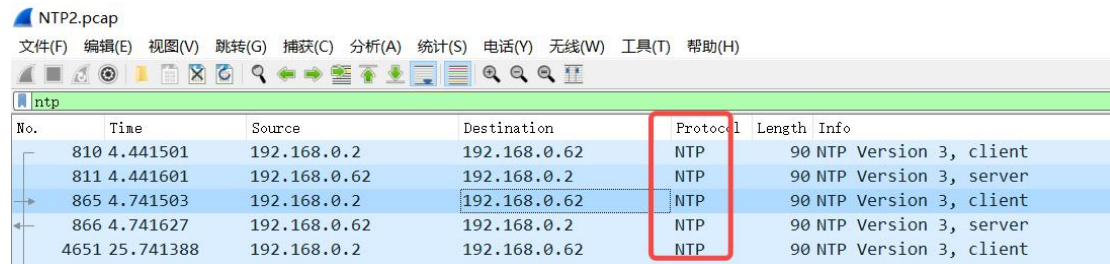 NTP2.pcap
文件(F) 编辑(E) 视图(V) 跳转(G) 捕获(C) 分析(A) 统计(S) 电话(Y) 无线(W) 工具(T) 帮助(H)
ntp
No. Time Source Destination Protocol Length Info
810 4.441501 192.168.0.2 192.168.0.62 NTP 90 NTP Version 3, client
811 4.441601 192.168.0.62 192.168.0.2 NTP 90 NTP Version 3, server
865 4.741503 192.168.0.2 192.168.0.62 NTP 90 NTP Version 3, client
866 4.741627 192.168.0.62 192.168.0.2 NTP 90 NTP Version 3, server
4651 25.741388 192.168.0.2 192.168.0.62 NTP 90 NTP Version 3, client